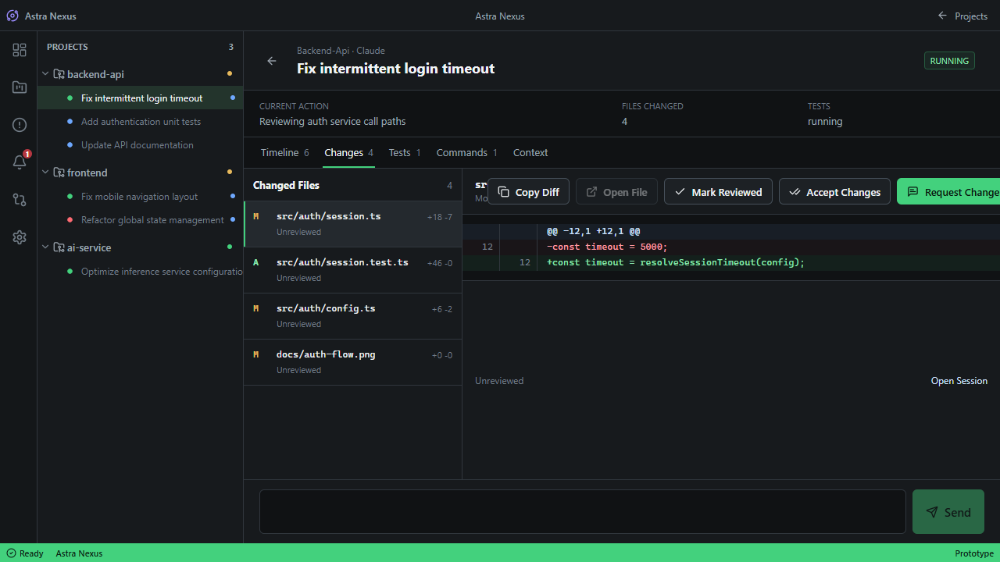 Astra Nexus
Astra Nexus
Projects
PROJECTS 3
backend-api
Fix intermittent login timeout
Add authentication unit tests
Update API documentation
frontend
Fix mobile navigation layout
Refactor global state management
ai-service
Optimize inference service configuratio
1
Backend-Api · Claude
Fix intermittent login timeout
RUNNING
CURRENT ACTION
Reviewing auth service call paths
FILES CHANGED
4
TESTS
running
Timeline 6 Changes 4 Tests 1 Commands 1 Context
Changed Files 4
M src/auth/session.ts +18 -7
Unreviewed
A src/auth/session.test.ts +46 -0
Unreviewed
M src/auth/config.ts +6 -2
Unreviewed
M docs/auth-flow.png +0 -0
Unreviewed
sr
Mo
Copy Diff Open File Mark Reviewed Accept Changes Request Change
@@ -12,1 +12,1 @@
12 -const timeout = 5000;
12 +const timeout = resolveSessionTimeout(config);
Unreviewed Open Session
Send
Ready Astra Nexus Prototype